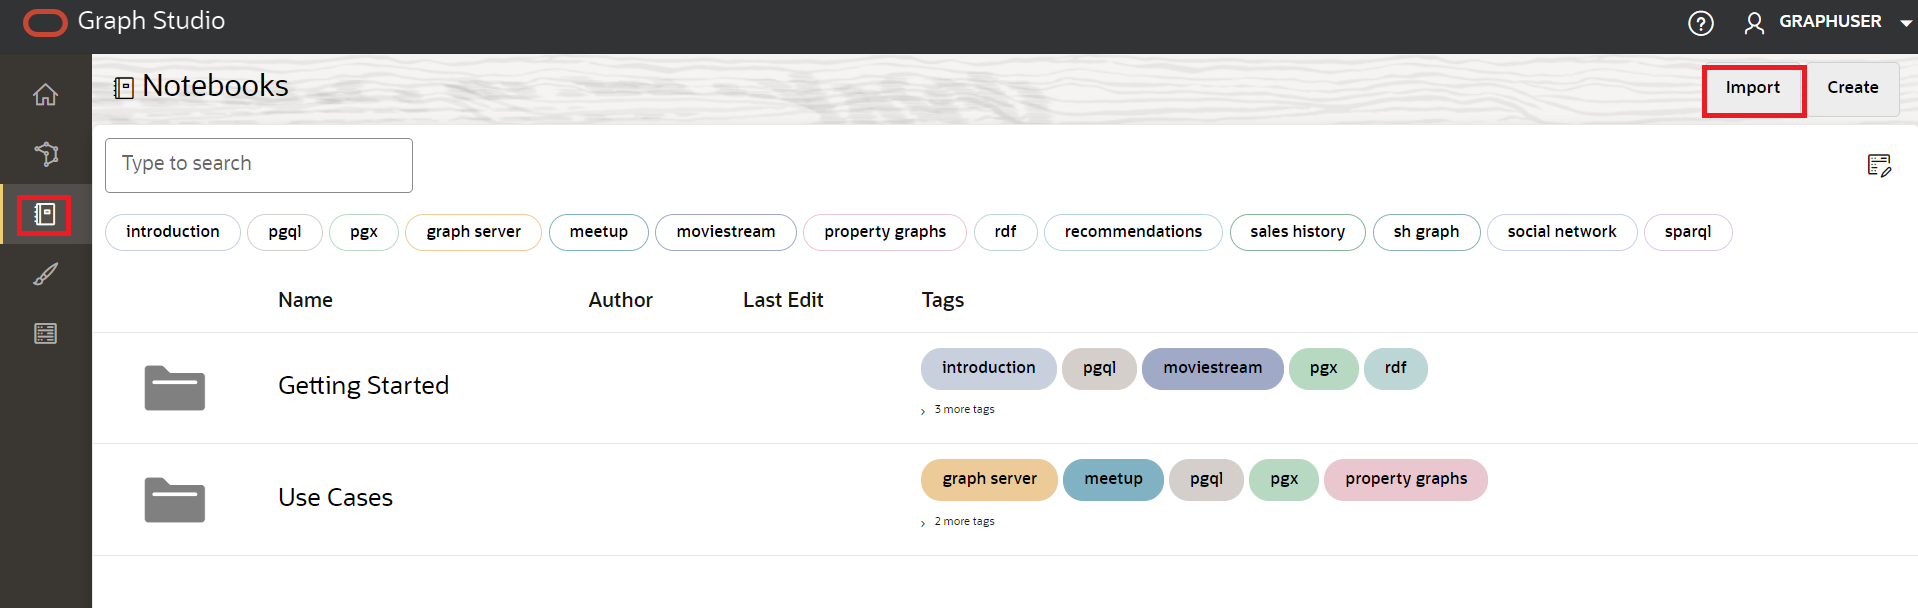 Graph Studio
GRAPHUSER
Notebooks
Import
Create
Type to search
introduction pgql pgx graph server meetup moviestream property graphs rdf recommendations sales history sh graph social network sparql
Name Author Last Edit Tags
Getting Started
introduction pgql moviestream pgx rdf
3 more tags
Use Cases
graph server meetup pgql pgx property graphs
2 more tags